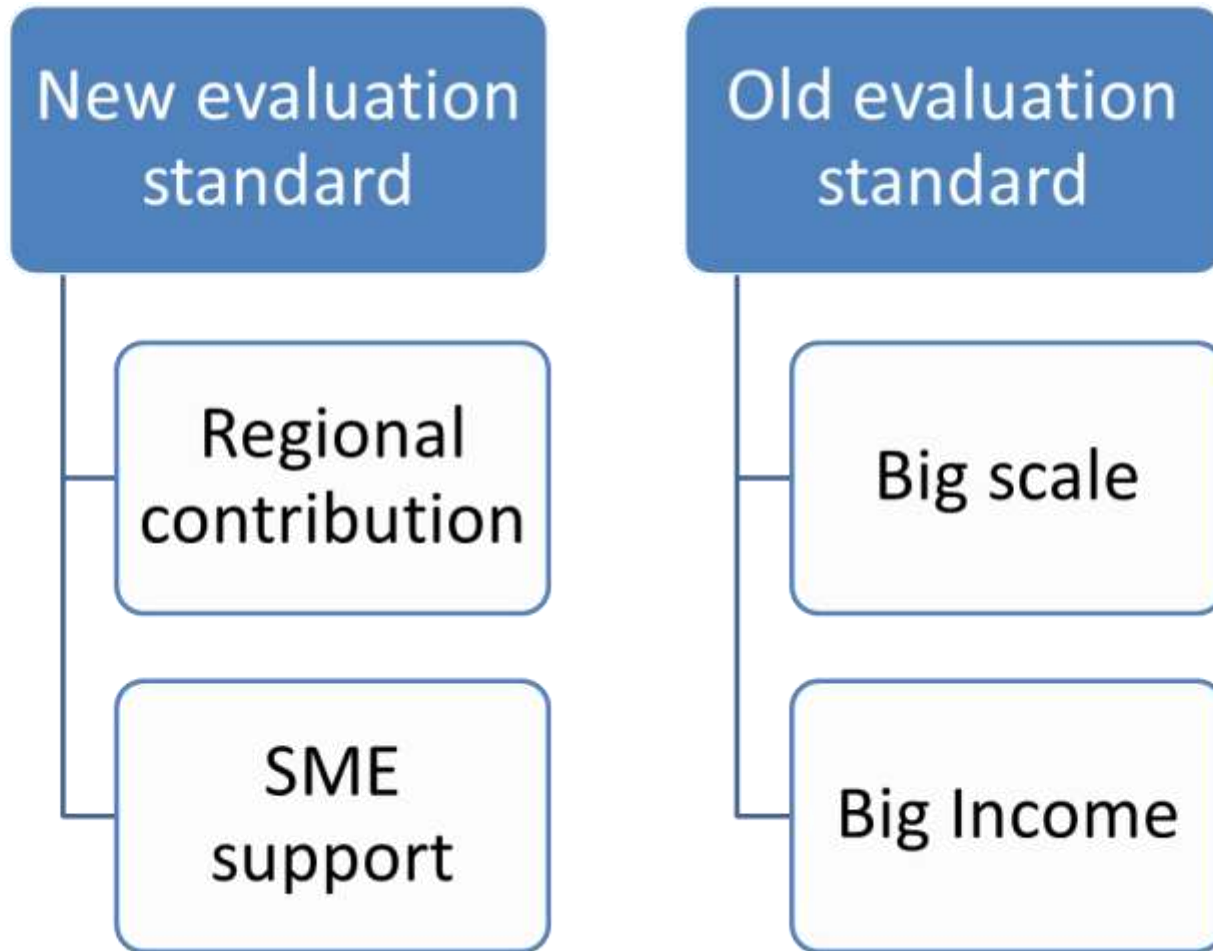 New evaluation
standard
Regional
contribution
SME
support
Old evaluation
standard
Big scale
Big Income